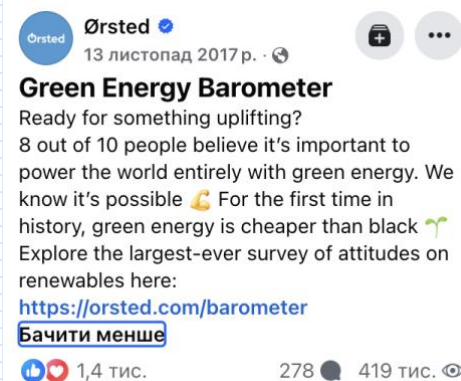 Ørsted
Ørsted
13 листопад 2017 р. ·
Green Energy Barometer
Ready for something uplifting?
8 out of 10 people believe it's important to
power the world entirely with green energy. We
know it's possible 💪 For the first time in
history, green energy is cheaper than black 🌱
Explore the largest-ever survey of attitudes on
renewables here:
https://orsted.com/barometer
Бачити менше
1,4 тис. 278 419 тис.